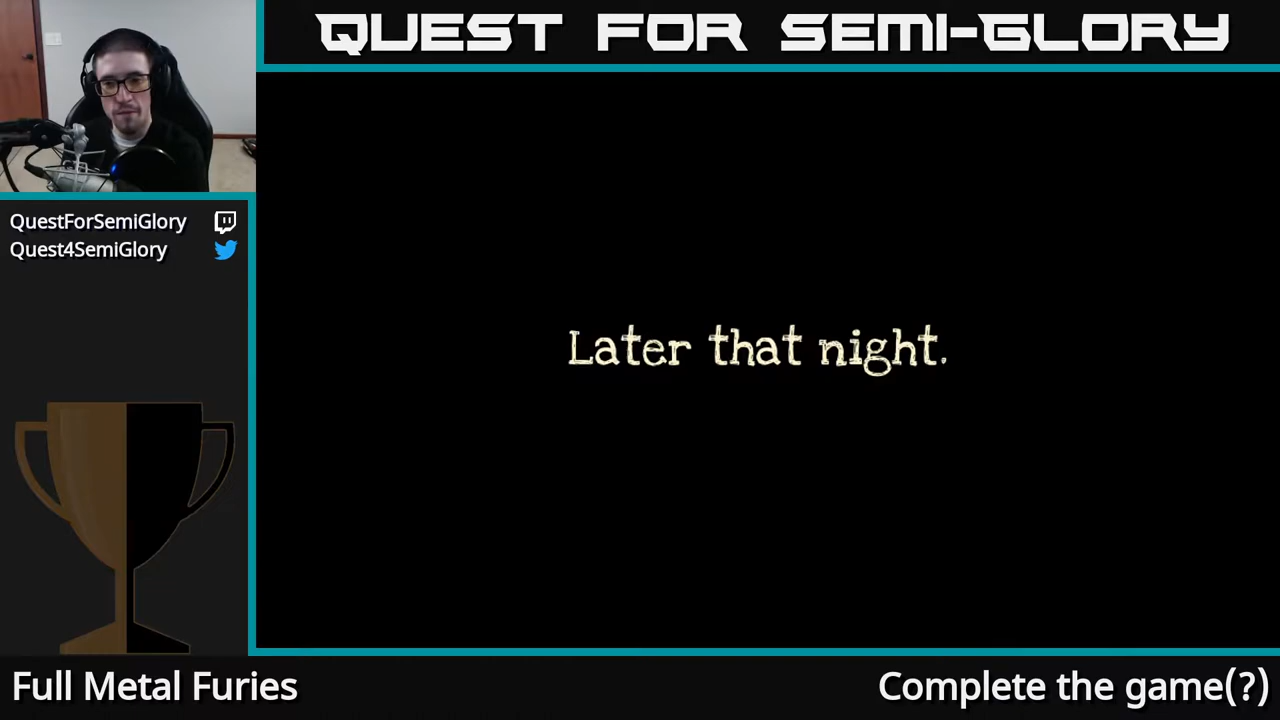 QUEST FOR SEMI-GLORY
QuestForSemiGlory
Quest4SemiGlory
Later that night.
Full Metal Furies
Complete the game(?)